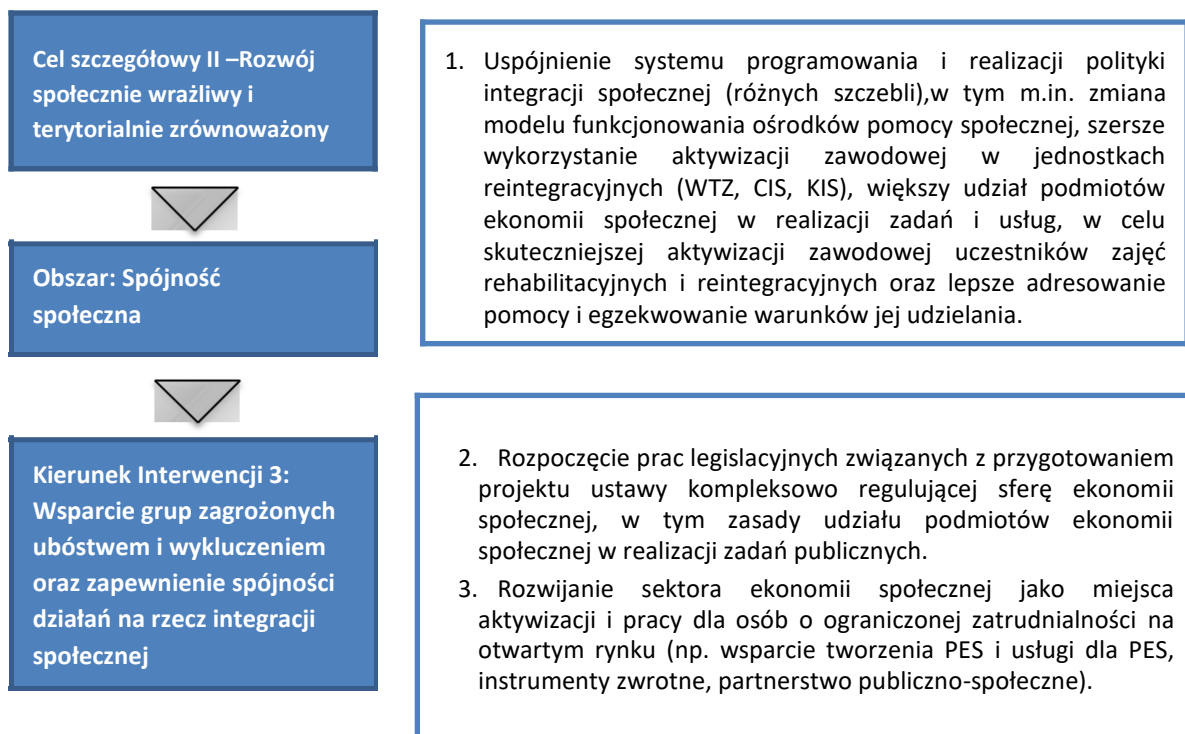 Cel szczegółowy II –Rozwój
społecznie wrażliwy i
terytorialnie zrównoważony
Obszar: Spójność
społeczna
Kierunek Interwencji 3:
Wsparcie grup zagrożonych
ubóstwem i wykluczeniem
oraz zapewnienie spójności
działań na rzecz integracji
społecznej
1. Uspójnienie systemu programowania i realizacji polityki
integracji społecznej (różnych szczebli),w tym m.in. zmiana
modelu funkcjonowania ośrodków pomocy społecznej, szersze
wykorzystanie aktywizacji zawodowej w jednostkach
reintegracyjnych (WTZ, CIS, KIS), większy udział podmiotów
ekonomii społecznej w realizacji zadań i usług, w celu
skuteczniejszej aktywizacji zawodowej uczestników zajęć
rehabilitacyjnych i reintegracyjnych oraz lepsze adresowanie
pomocy i egzekwowanie warunków jej udzielania.
2. Rozpoczęcie prac legislacyjnych związanych z przygotowaniem
projektu ustawy kompleksowo regulującej sferę ekonomii
społecznej, w tym zasady udziału podmiotów ekonomii
społecznej w realizacji zadań publicznych.
3. Rozwijanie sektora ekonomii społecznej jako miejsca
aktywizacji i pracy dla osób o ograniczonej zatrudnialności na
otwartym rynku (np. wsparcie tworzenia PES i usługi dla PES,
instrumenty zwrotne, partnerstwo publiczno-społeczne).